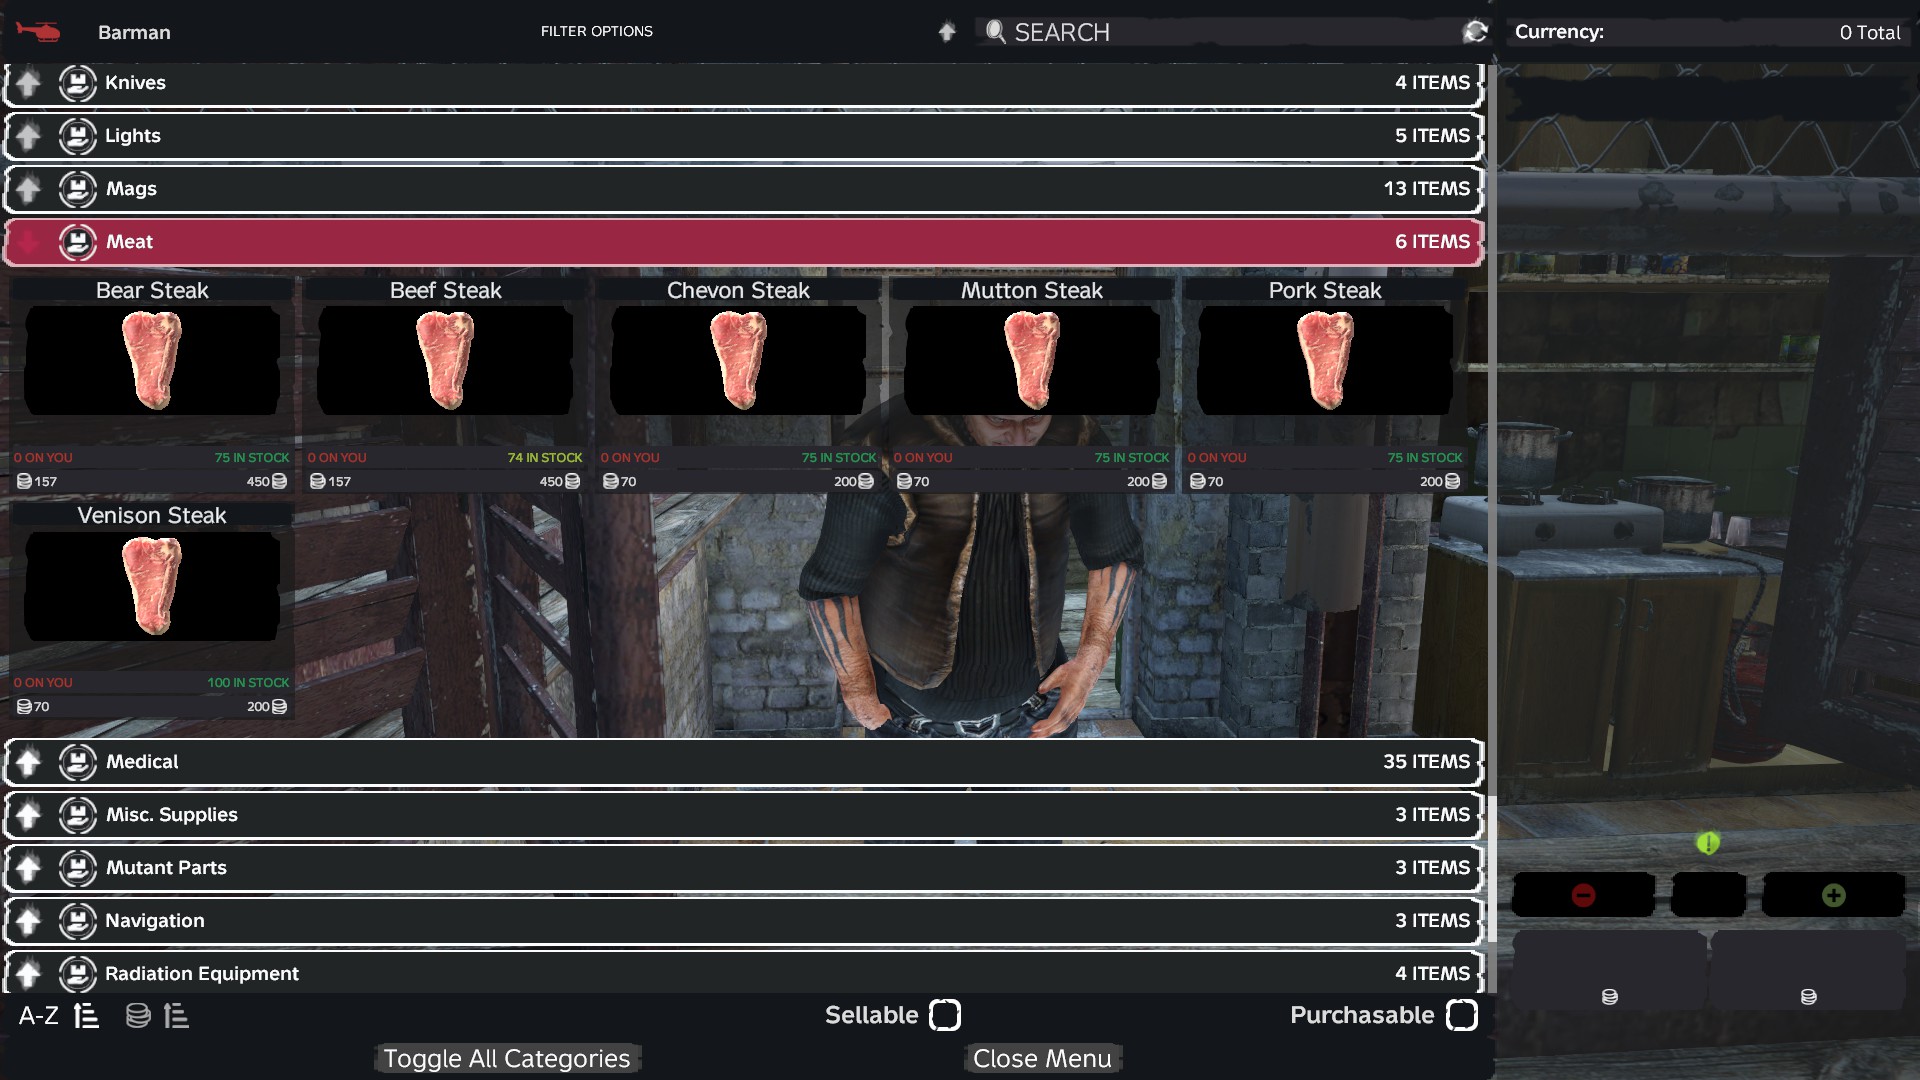 Barman
FILTER OPTIONS
SEARCH
Currency:
0 Total
Knives
4 ITEMS
Lights
5 ITEMS
Mags
13 ITEMS
Meat
6 ITEMS
Bear Steak
Beef Steak
Chevon Steak
Mutton Steak
Pork Steak
0 ON YOU 75 IN STOCK
0 ON YOU 74 IN STOCK
0 ON YOU 75 IN STOCK
0 ON YOU 75 IN STOCK
0 ON YOU 75 IN STOCK
157 450
157 450
70 200
70 200
70 200
Venison Steak
0 ON YOU 100 IN STOCK
70 200
Medical
35 ITEMS
Misc. Supplies
3 ITEMS
Mutant Parts
3 ITEMS
Navigation
3 ITEMS
Radiation Equipment
4 ITEMS
A-Z
Sellable
Purchasable
Toggle All Categories
Close Menu